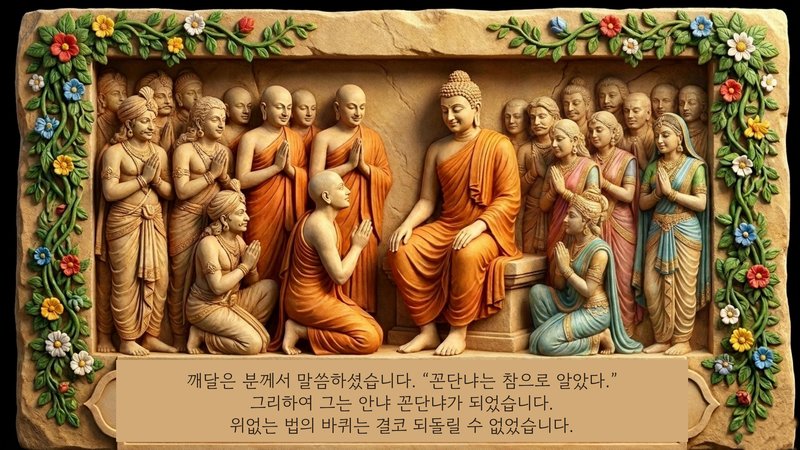 깨달은 분께서 말씀하셨습니다. “꼰단냐는 참으로 알았다.”
그리하여 그는 안냐 꼰단냐가 되었습니다.
위없는 법의 바퀴는 결코 되돌릴 수 없었습니다.